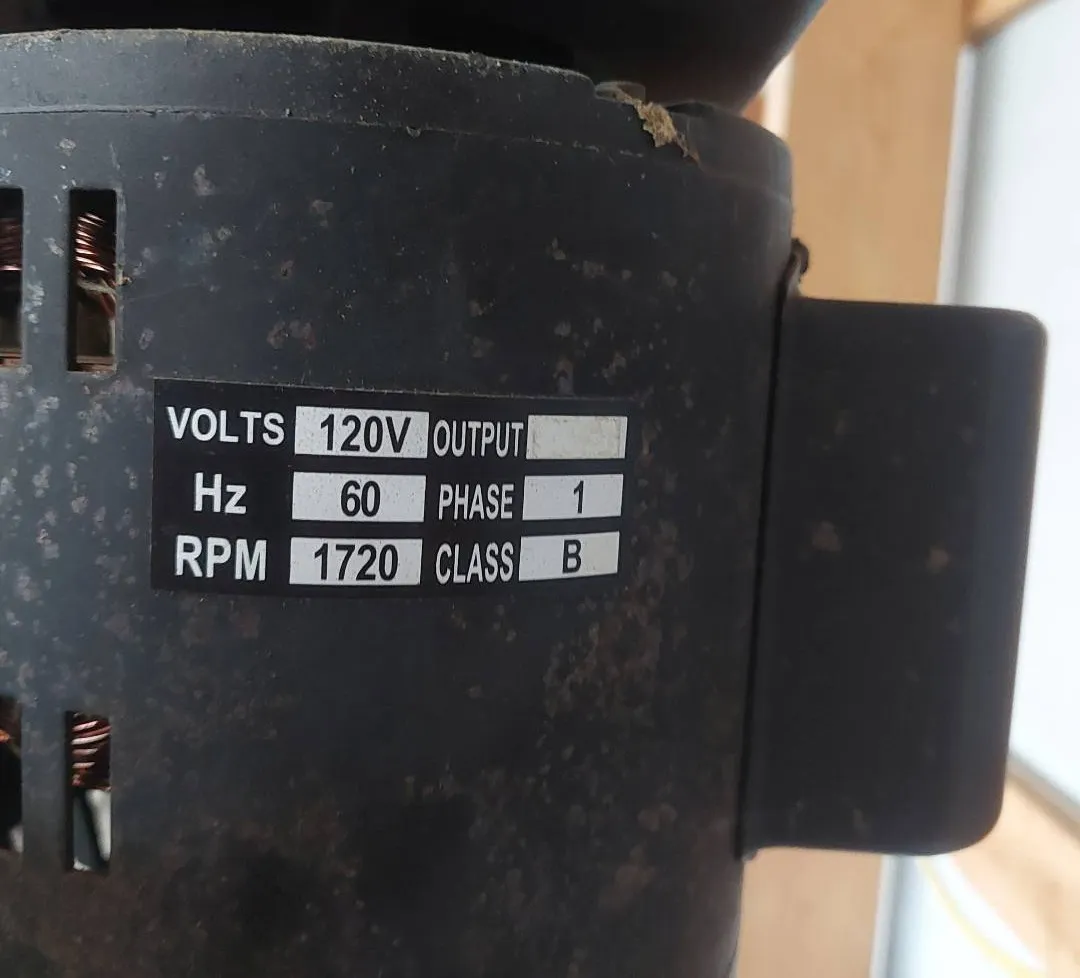 VOLTS 120V OUTPUT
Hz 60 PHASE 1
RPM 1720 CLASS B